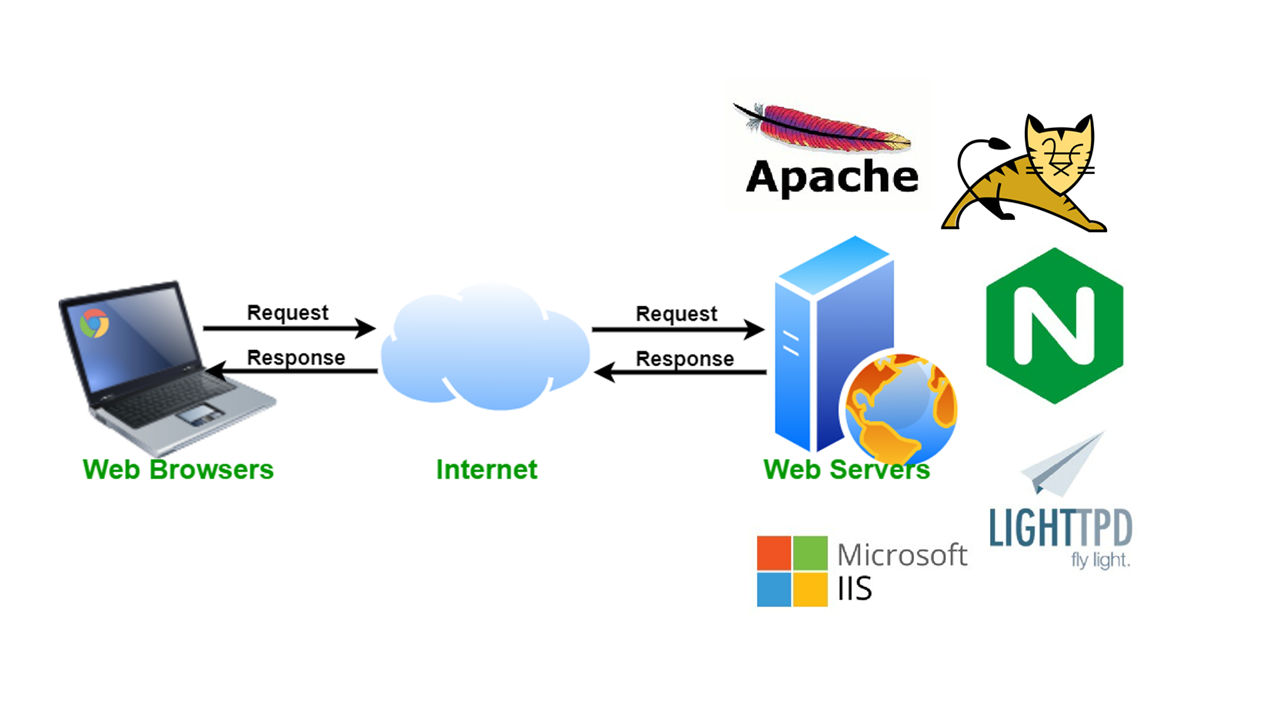 Apache
Request
Response
Request
Response
N
Web Browsers
Internet
Web Servers
LIGHTTPD
fly light.
Microsoft
IIS